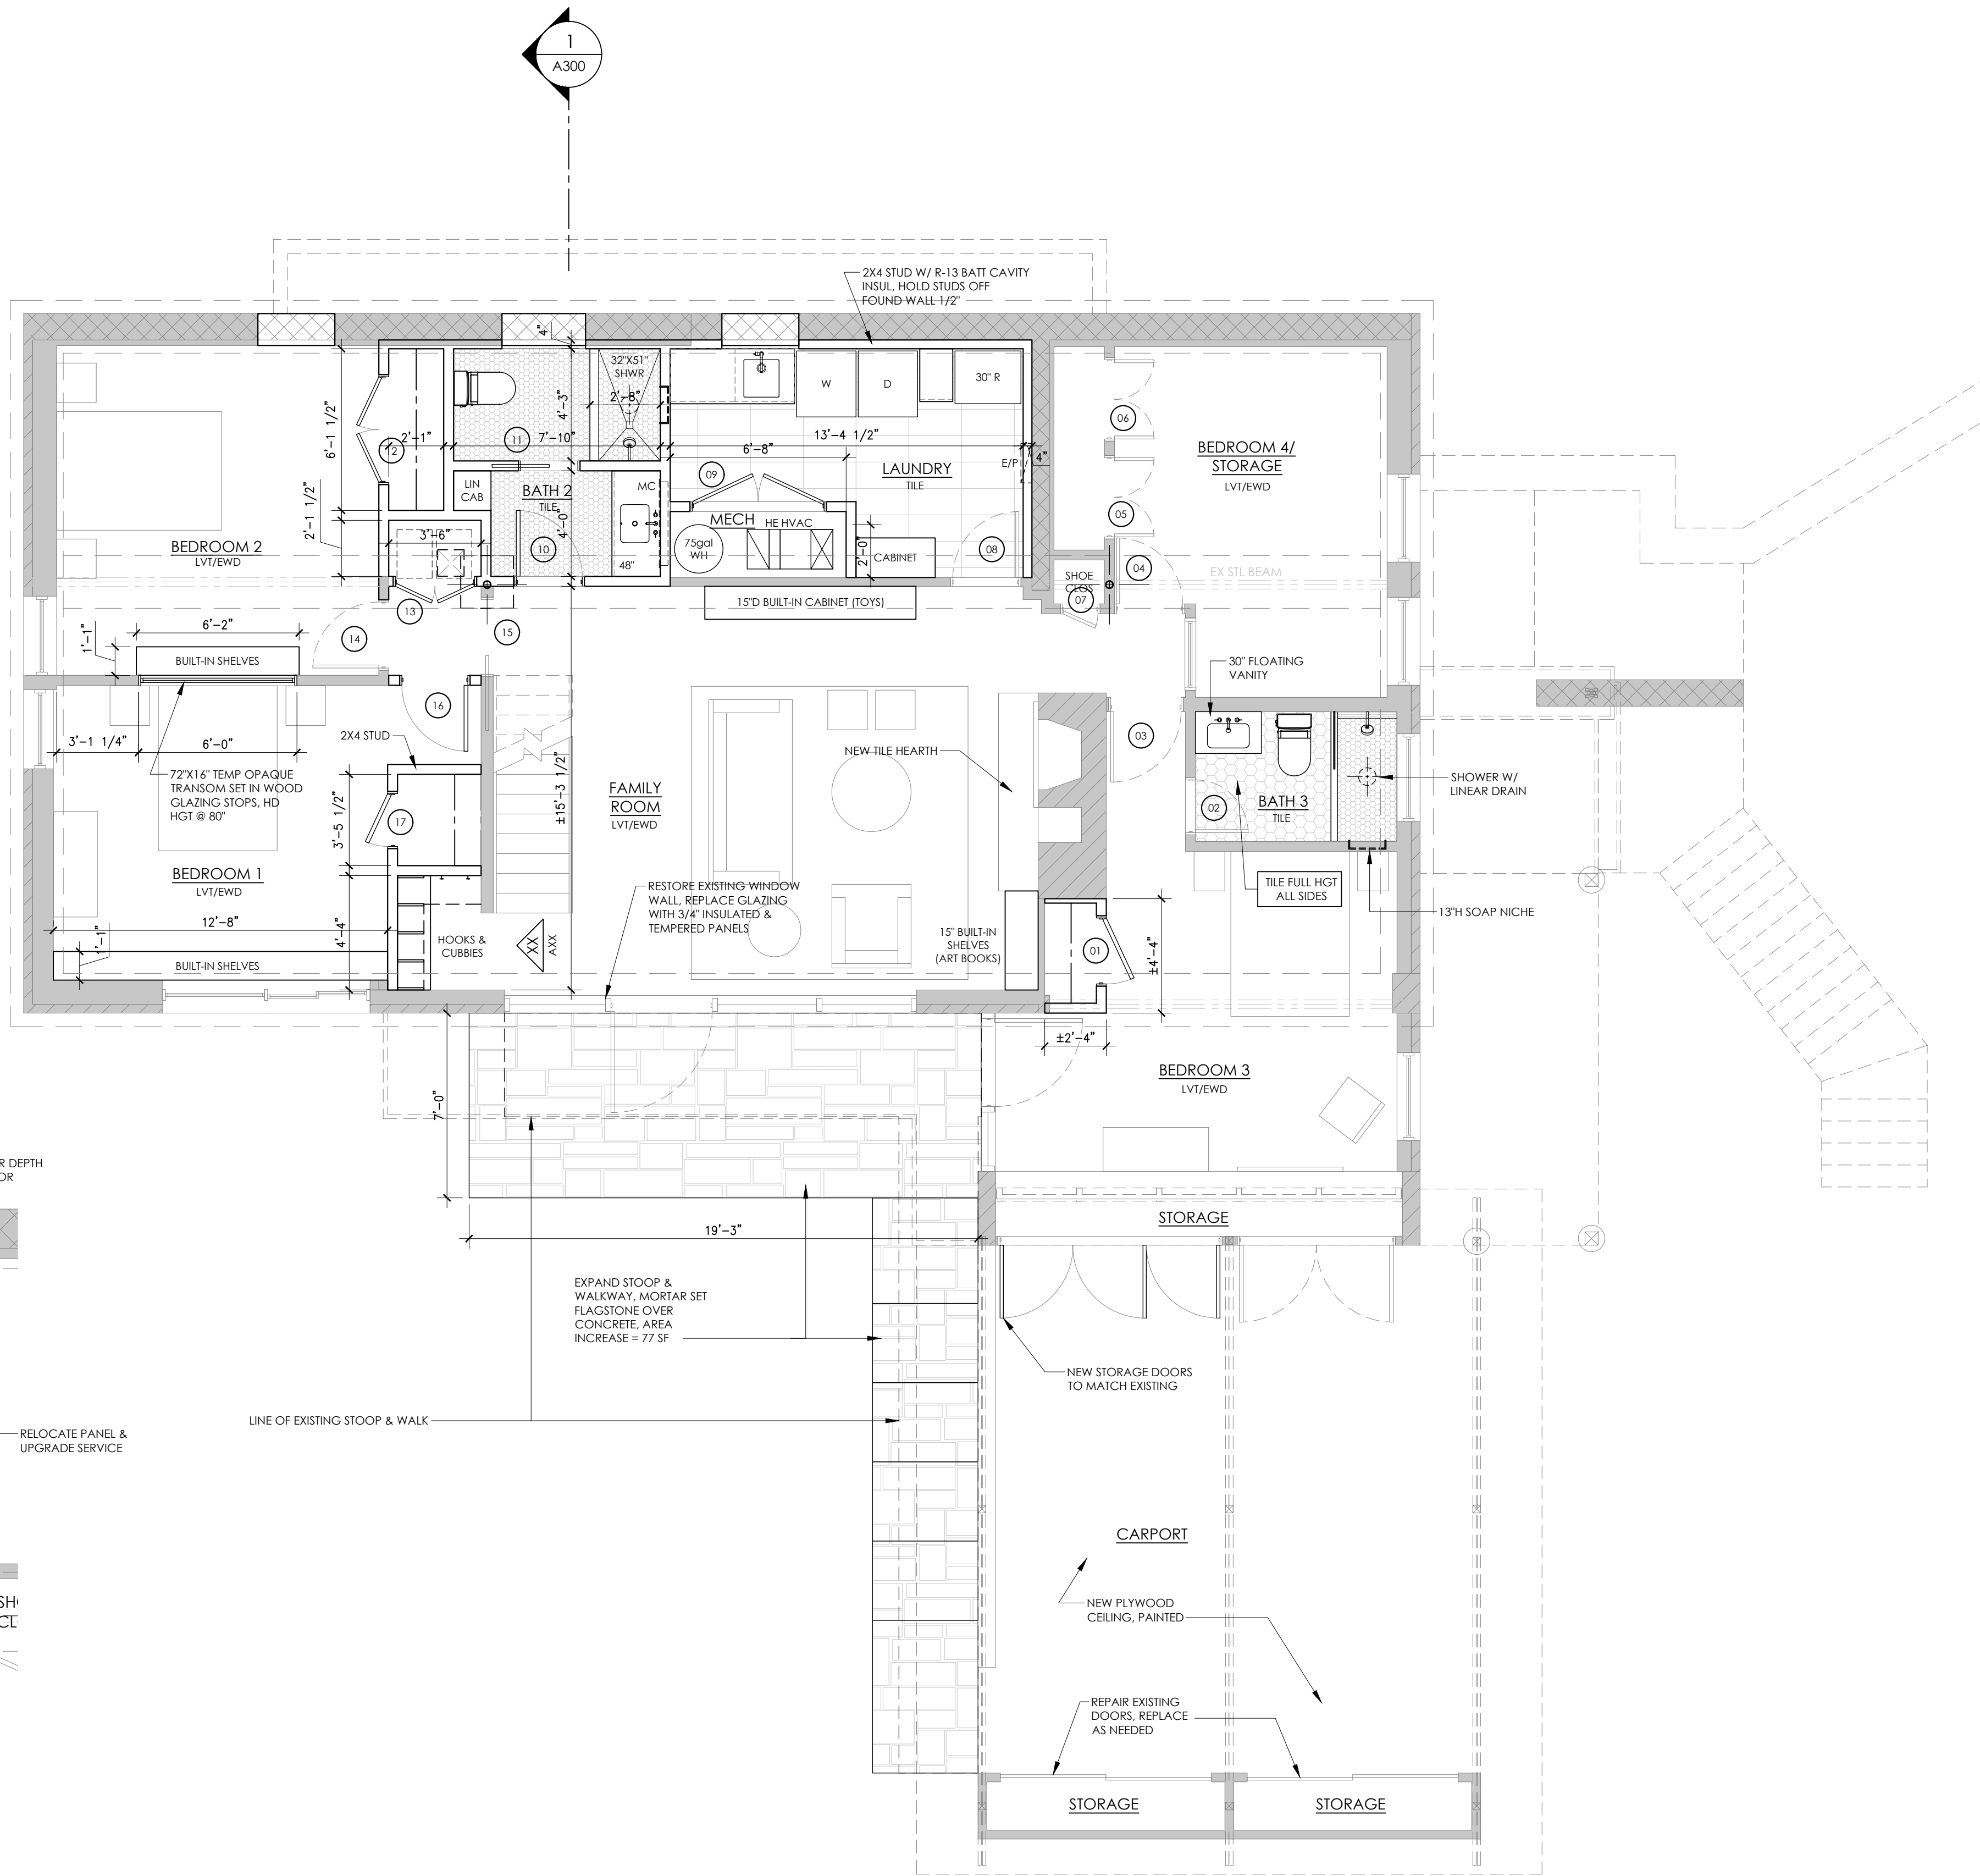 1
A300
2X4 STUD W/ R-13 BATT CAVITY
INSUL, HOLD STUDS OFF
FOUND WALL 1/2"
4"
32"X51"
SHWR
W
D
30" R
6'-1 1/2"
2'-1"
4'-3"
2'-8"
11
7'-10"
12
13'-4 1/2"
6'-8"
06
BEDROOM 4/
STORAGE
LVT/EWD
LAUNDRY
TILE
E/P
4"
09
LIN
CAB
BATH 2
TILE
MC
2'-1 1/2"
05
MECH
HE HVAC
3'-6"
10
4'-0"
75gal
WH
2'-0"
CABINET
08
BEDROOM 2
LVT/EWD
48"
04
EX STL BEAM
SHOE
CLOS
07
15"D BUILT-IN CABINET (TOYS)
13
6'-2"
14
15
1'-1"
BUILT-IN SHELVES
30" FLOATING
VANITY
16
2X4 STUD
03
3'-1 1/4"
6'-0"
NEW TILE HEARTH
72"X16" TEMP OPAQUE
TRANSOM SET IN WOOD
GLAZING STOPS, HD
HGT @ 80"
±15'-3 1/2"
FAMILY
ROOM
LVT/EWD
SHOWER W/
LINEAR DRAIN
02
BATH 3
TILE
3'-5 1/2"
17
BEDROOM 1
LVT/EWD
RESTORE EXISTING WINDOW
WALL, REPLACE GLAZING
WITH 3/4" INSULATED &
TEMPERED PANELS
TILE FULL HGT
ALL SIDES
13"H SOAP NICHE
12'-8"
4'-4"
1'-1"
HOOKS &
CUBBIES
XX
AXX
15" BUILT-IN
SHELVES
(ART BOOKS)
01
±4'-4"
BUILT-IN SHELVES
±2'-4"
BEDROOM 3
LVT/EWD
7'-0"
R DEPTH
OR
19'-3"
STORAGE
EXPAND STOOP &
WALKWAY, MORTAR SET
FLAGSTONE OVER
CONCRETE, AREA
INCREASE = 77 SF
NEW STORAGE DOORS
TO MATCH EXISTING
LINE OF EXISTING STOOP & WALK
RELOCATE PANEL &
UPGRADE SERVICE
CARPORT
NEW PLYWOOD
CEILING, PAINTED
REPAIR EXISTING
DOORS, REPLACE
AS NEEDED
STORAGE
STORAGE